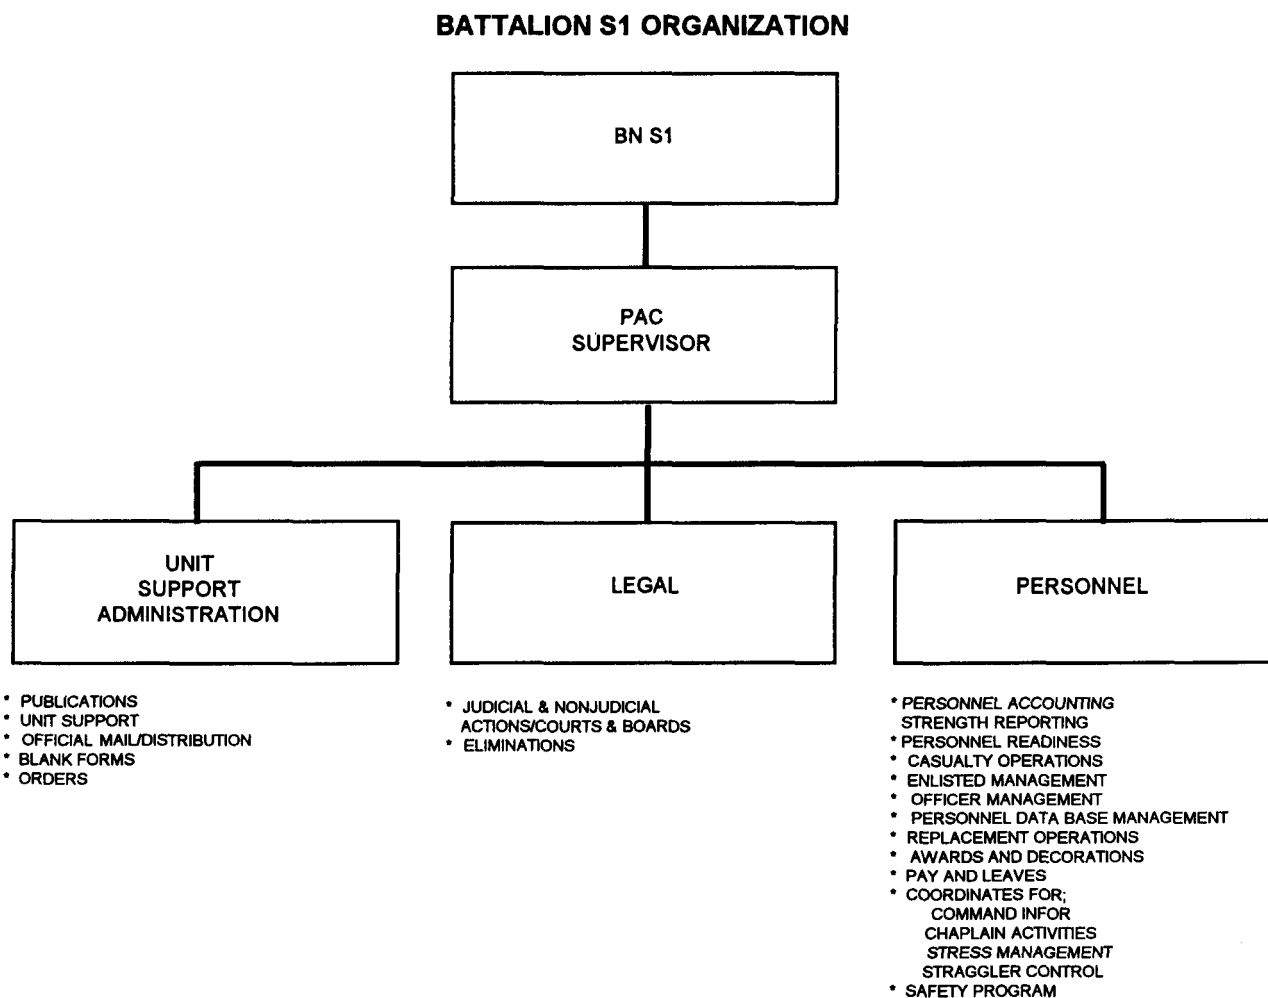 BATTALION S1 ORGANIZATION
BN S1
PAC
SUPERVISOR
UNIT
SUPPORT
ADMINISTRATION
* PUBLICATIONS
* UNIT SUPPORT
* OFFICIAL MAIL/DISTRIBUTION
* BLANK FORMS
* ORDERS
LEGAL
* JUDICIAL & NONJUDICIAL
ACTIONS/COURTS & BOARDS
* ELIMINATIONS
PERSONNEL
* PERSONNEL ACCOUNTING
STRENGTH REPORTING
* PERSONNEL READINESS
* CASUALTY OPERATIONS
* ENLISTED MANAGEMENT
* OFFICER MANAGEMENT
* PERSONNEL DATA BASE MANAGEMENT
* REPLACEMENT OPERATIONS
* AWARDS AND DECORATIONS
* PAY AND LEAVES
* COORDINATES FOR;
COMMAND INFOR
CHAPLAIN ACTIVITIES
STRESS MANAGEMENT
STRAGGLER CONTROL
* SAFETY PROGRAM